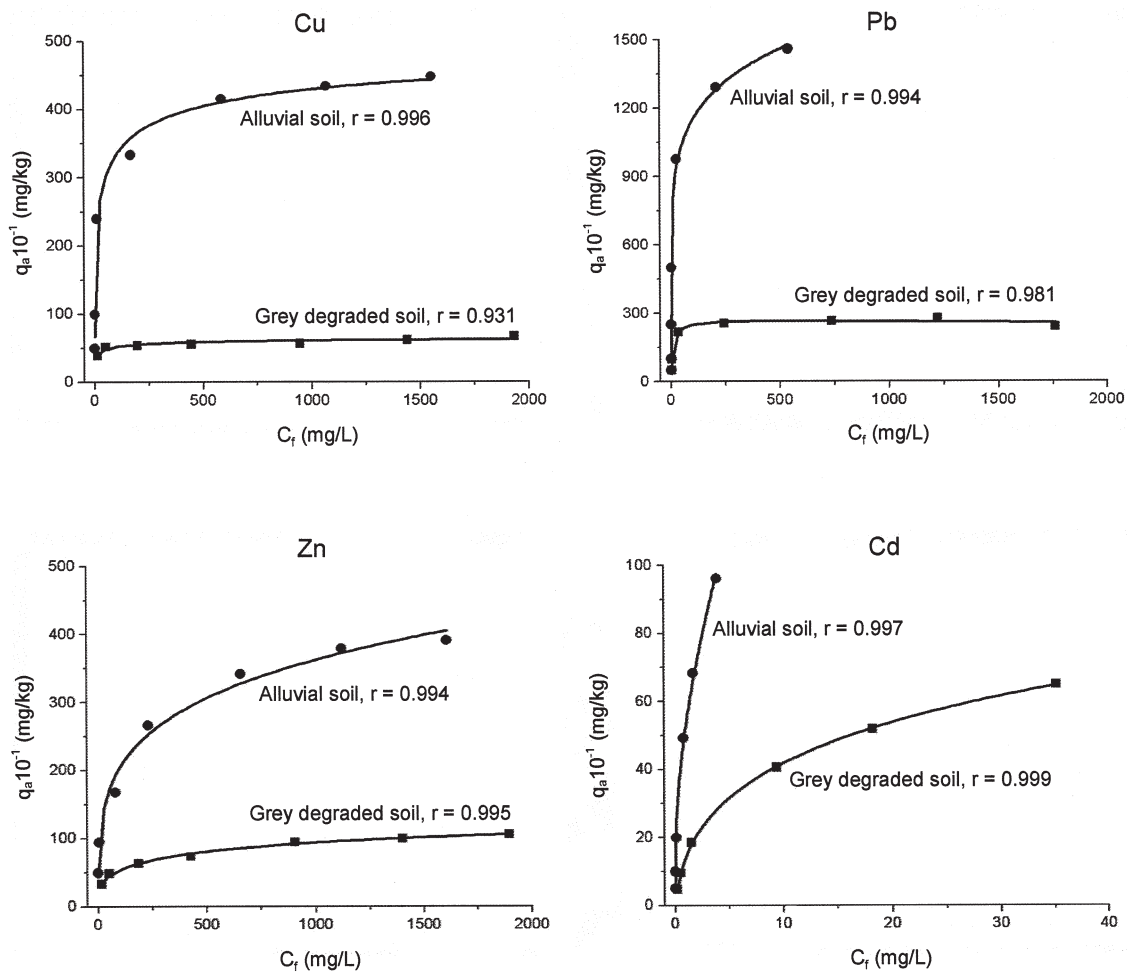 Cu
500
400
300
200
100
0
qₐ10⁻¹ (mg/kg)
Alluvial soil, r = 0.996
Grey degraded soil, r = 0.931
0 500 1000 1500 2000
C_f (mg/L)
Pb
1500
1200
900
600
300
0
qₐ10⁻¹ (mg/kg)
Alluvial soil, r = 0.994
Grey degraded soil, r = 0.981
0 500 1000 1500 2000
C_f (mg/L)
Zn
500
400
300
200
100
0
qₐ10⁻¹ (mg/kg)
Alluvial soil, r = 0.994
Grey degraded soil, r = 0.995
0 500 1000 1500 2000
C_f (mg/L)
Cd
100
80
60
40
20
0
qₐ10⁻¹ (mg/kg)
Alluvial soil, r = 0.997
Grey degraded soil, r = 0.999
0 10 20 30 40
C_f (mg/L)